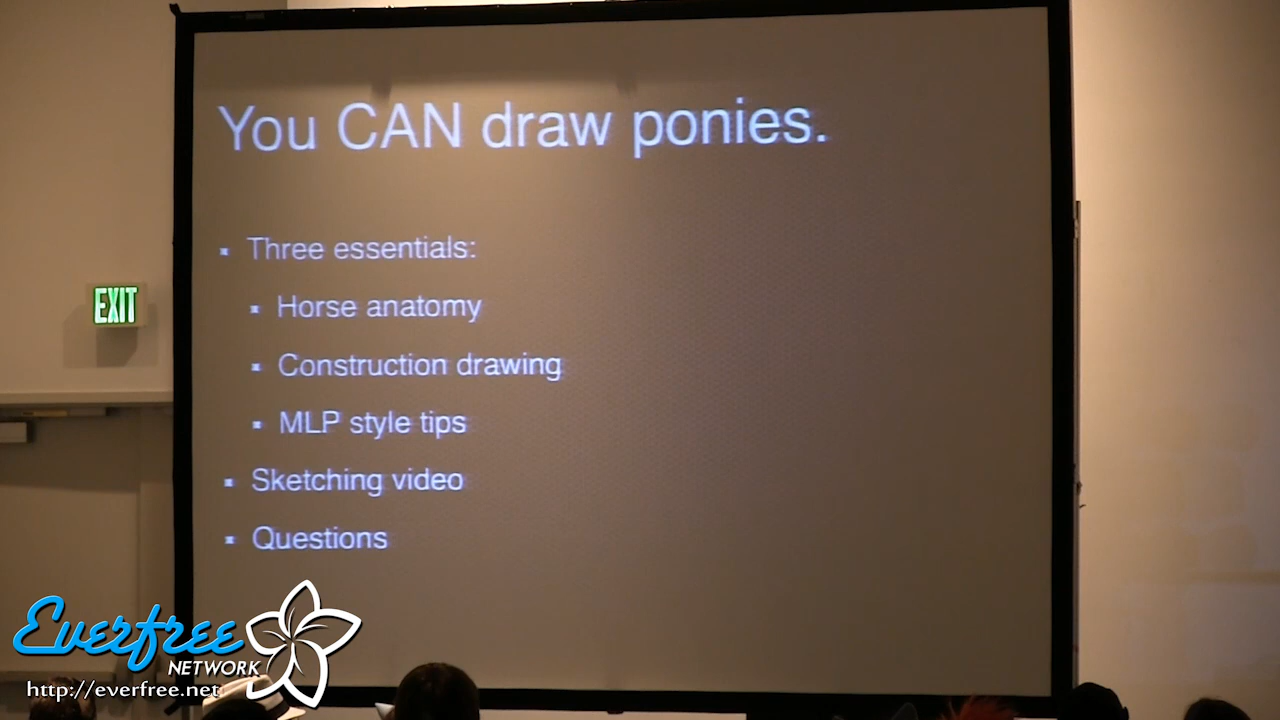 You CAN draw ponies.
Three essentials:
Horse anatomy
Construction drawing
MLP style tips
Sketching video
Questions
EXIT
Everfree
NETWORK
http://everfree.net